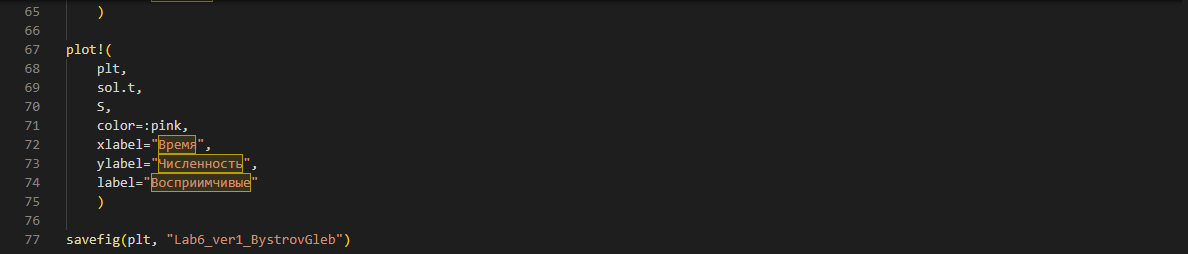 65 )
66
67 plot!(
68 plt,
69 sol.t,
70 S,
71 color=:pink,
72 xlabel="Время",
73 ylabel="Численность",
74 label="Восприимчивые"
75 )
76
77 savefig(plt, "Lab6_ver1_BystrovGleb")